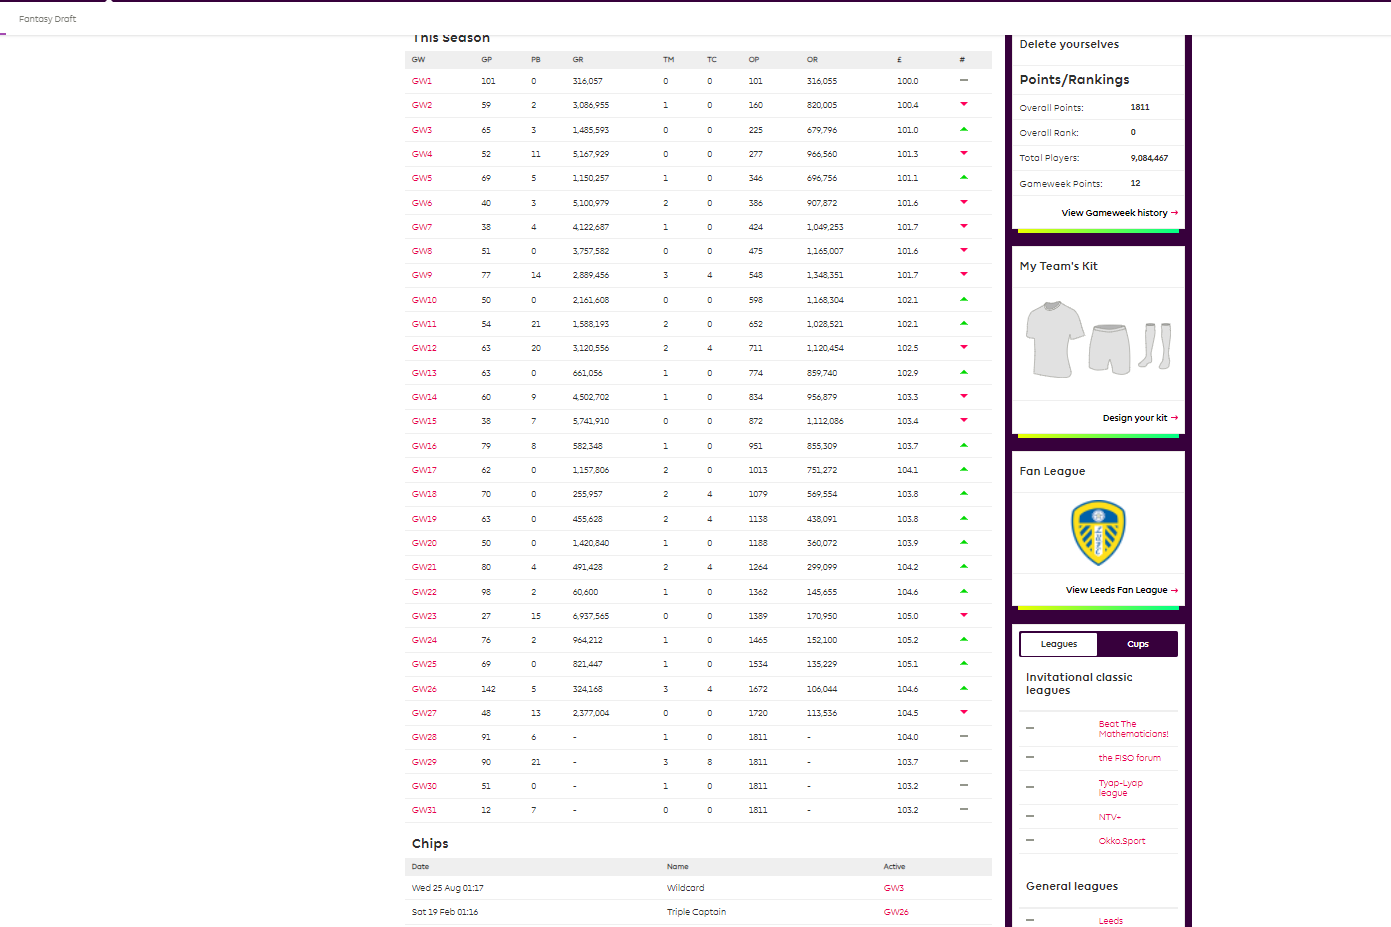 Fantasy Draft
This Season
GW GP PB GR TM TC OP OR £ #
GW1 101 0 316,057 0 0 101 316,055 100.0
GW2 59 2 3,086,955 1 0 160 820,005 100.4
GW3 65 3 1,485,593 0 0 225 679,796 101.0
GW4 52 11 5,167,929 0 0 277 966,560 101.3
GW5 69 5 1,150,257 1 0 346 696,756 101.1
GW6 40 3 5,100,979 2 0 386 907,872 101.6
GW7 38 4 4,122,687 1 0 424 1,049,253 101.7
GW8 51 0 3,757,582 0 0 475 1,165,007 101.6
GW9 77 14 2,889,456 3 4 548 1,348,351 101.7
GW10 50 0 2,161,608 0 0 598 1,168,304 102.1
GW11 54 21 1,588,193 2 0 652 1,028,521 102.1
GW12 63 20 3,120,556 2 4 711 1,120,454 102.5
GW13 63 0 661,056 1 0 774 859,740 102.9
GW14 60 9 4,502,702 1 0 834 956,879 103.3
GW15 38 7 5,741,910 0 0 872 1,112,086 103.4
GW16 79 8 582,348 1 0 951 855,309 103.7
GW17 62 0 1,157,806 2 0 1013 751,272 104.1
GW18 70 0 255,957 2 4 1079 569,554 103.8
GW19 63 0 455,628 2 4 1138 438,091 103.8
GW20 50 0 1,420,840 1 0 1188 360,072 103.9
GW21 80 4 491,428 2 4 1264 299,099 104.2
GW22 98 2 60,600 1 0 1362 145,655 104.6
GW23 27 15 6,937,565 0 0 1389 170,950 105.0
GW24 76 2 964,212 1 0 1465 152,100 105.2
GW25 69 0 821,447 1 0 1534 135,229 105.1
GW26 142 5 324,168 3 4 1672 106,044 104.6
GW27 48 13 2,377,004 0 0 1720 113,536 104.5
GW28 91 6 - 1 0 1811 - 104.0
GW29 90 21 - 3 8 1811 - 103.7
GW30 51 0 - 1 0 1811 - 103.2
GW31 12 7 - 0 0 1811 - 103.2
Chips
Date Name Active
Wed 25 Aug 01:17 Wildcard GW3
Sat 19 Feb 01:16 Triple Captain GW26
Delete yourselves
Points/Rankings
Overall Points: 1811
Overall Rank: 0
Total Players: 9,084,467
Gameweek Points: 12
View Gameweek history →
My Team's Kit
Design your kit →
Fan League
View Leeds Fan League →
Leagues Cups
Invitational classic
leagues
Beat The
Mathematicians!
the FISO forum
Tyap-Lyap
league
NTV+
Okko.Sport
General leagues
Leeds